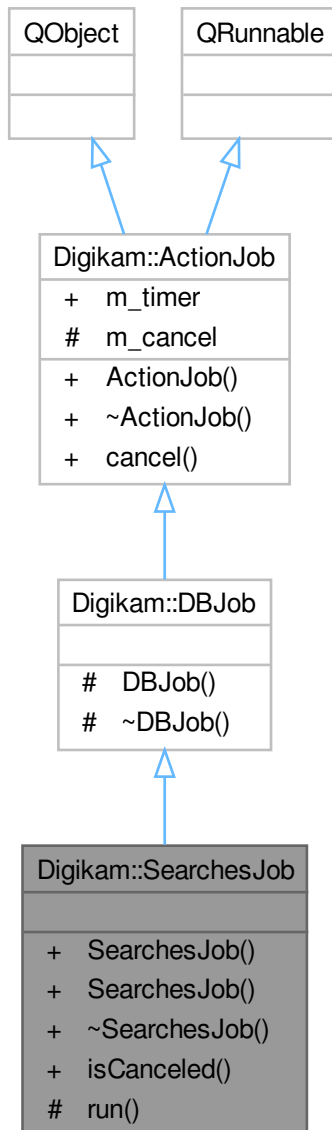 QObject
QRunnable
Digikam::ActionJob
+ m_timer
# m_cancel
+ ActionJob()
+ ~ActionJob()
+ cancel()
Digikam::DBJob
# DBJob()
# ~DBJob()
Digikam::SearchesJob
+ SearchesJob()
+ SearchesJob()
+ ~SearchesJob()
+ isCanceled()
# run()